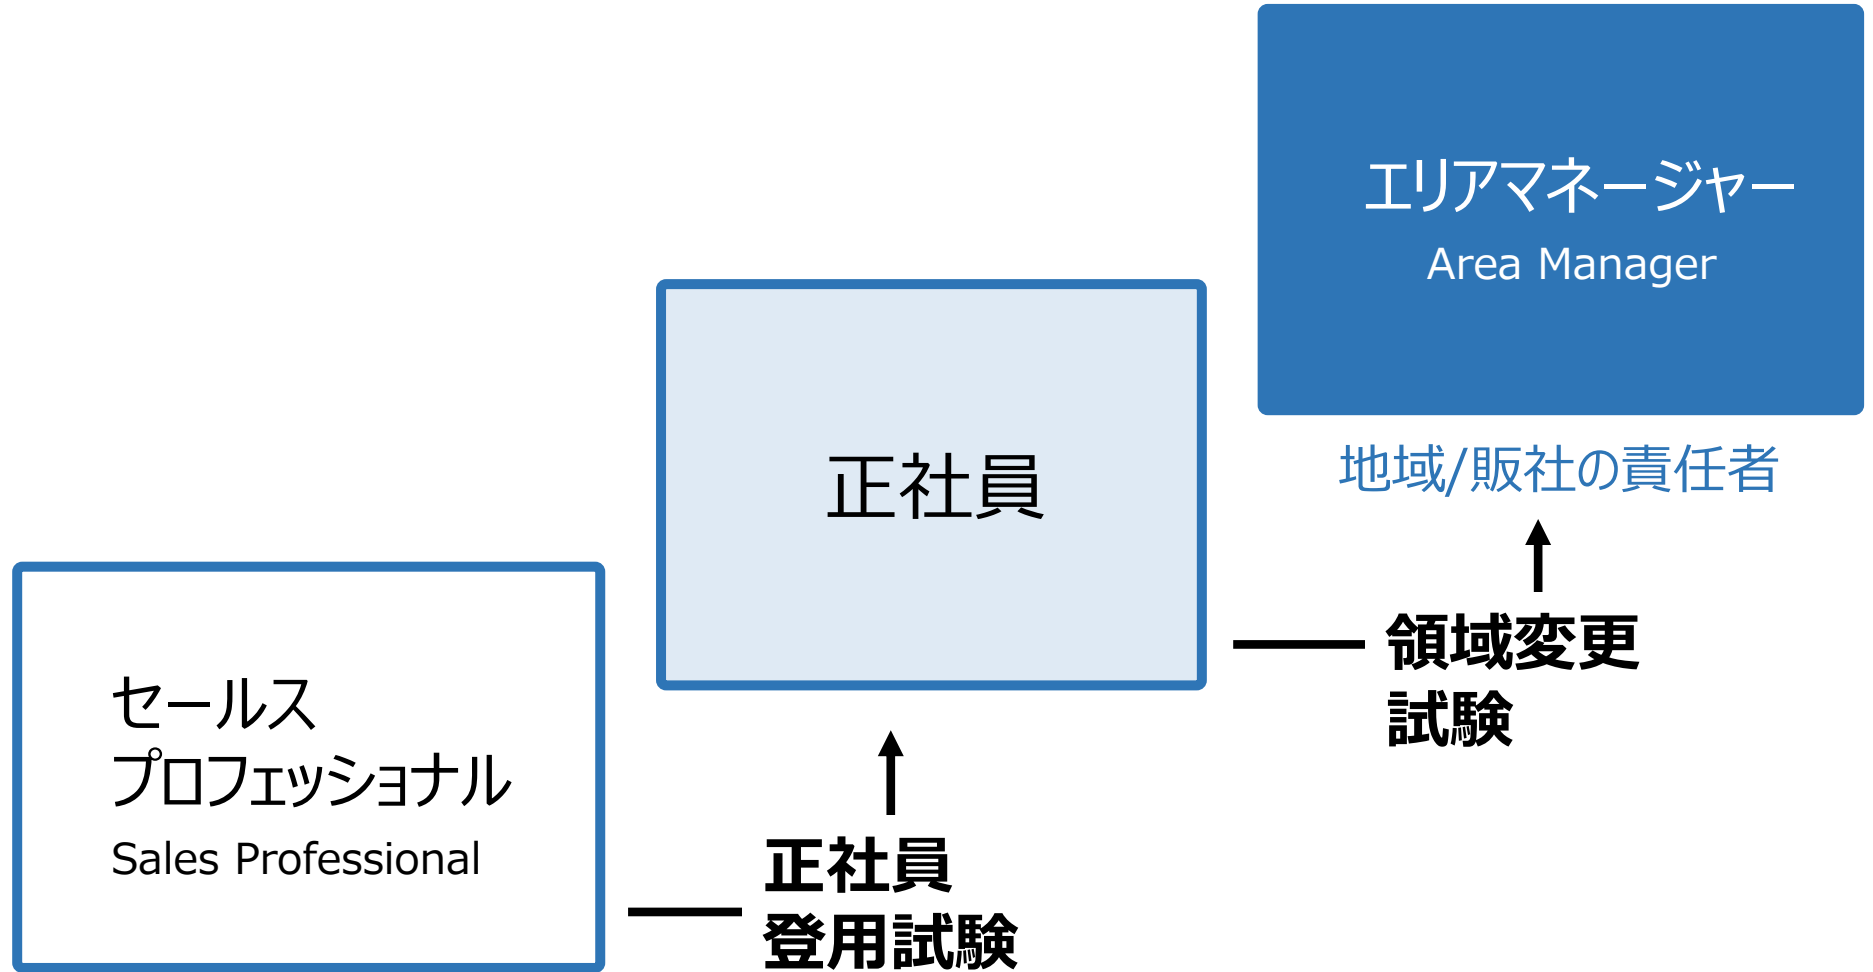 エリアマネージャー
Area Manager
地域/販社の責任者
正社員
領域変更
試験
セールス
プロフェッショナル
Sales Professional
正社員
登用試験